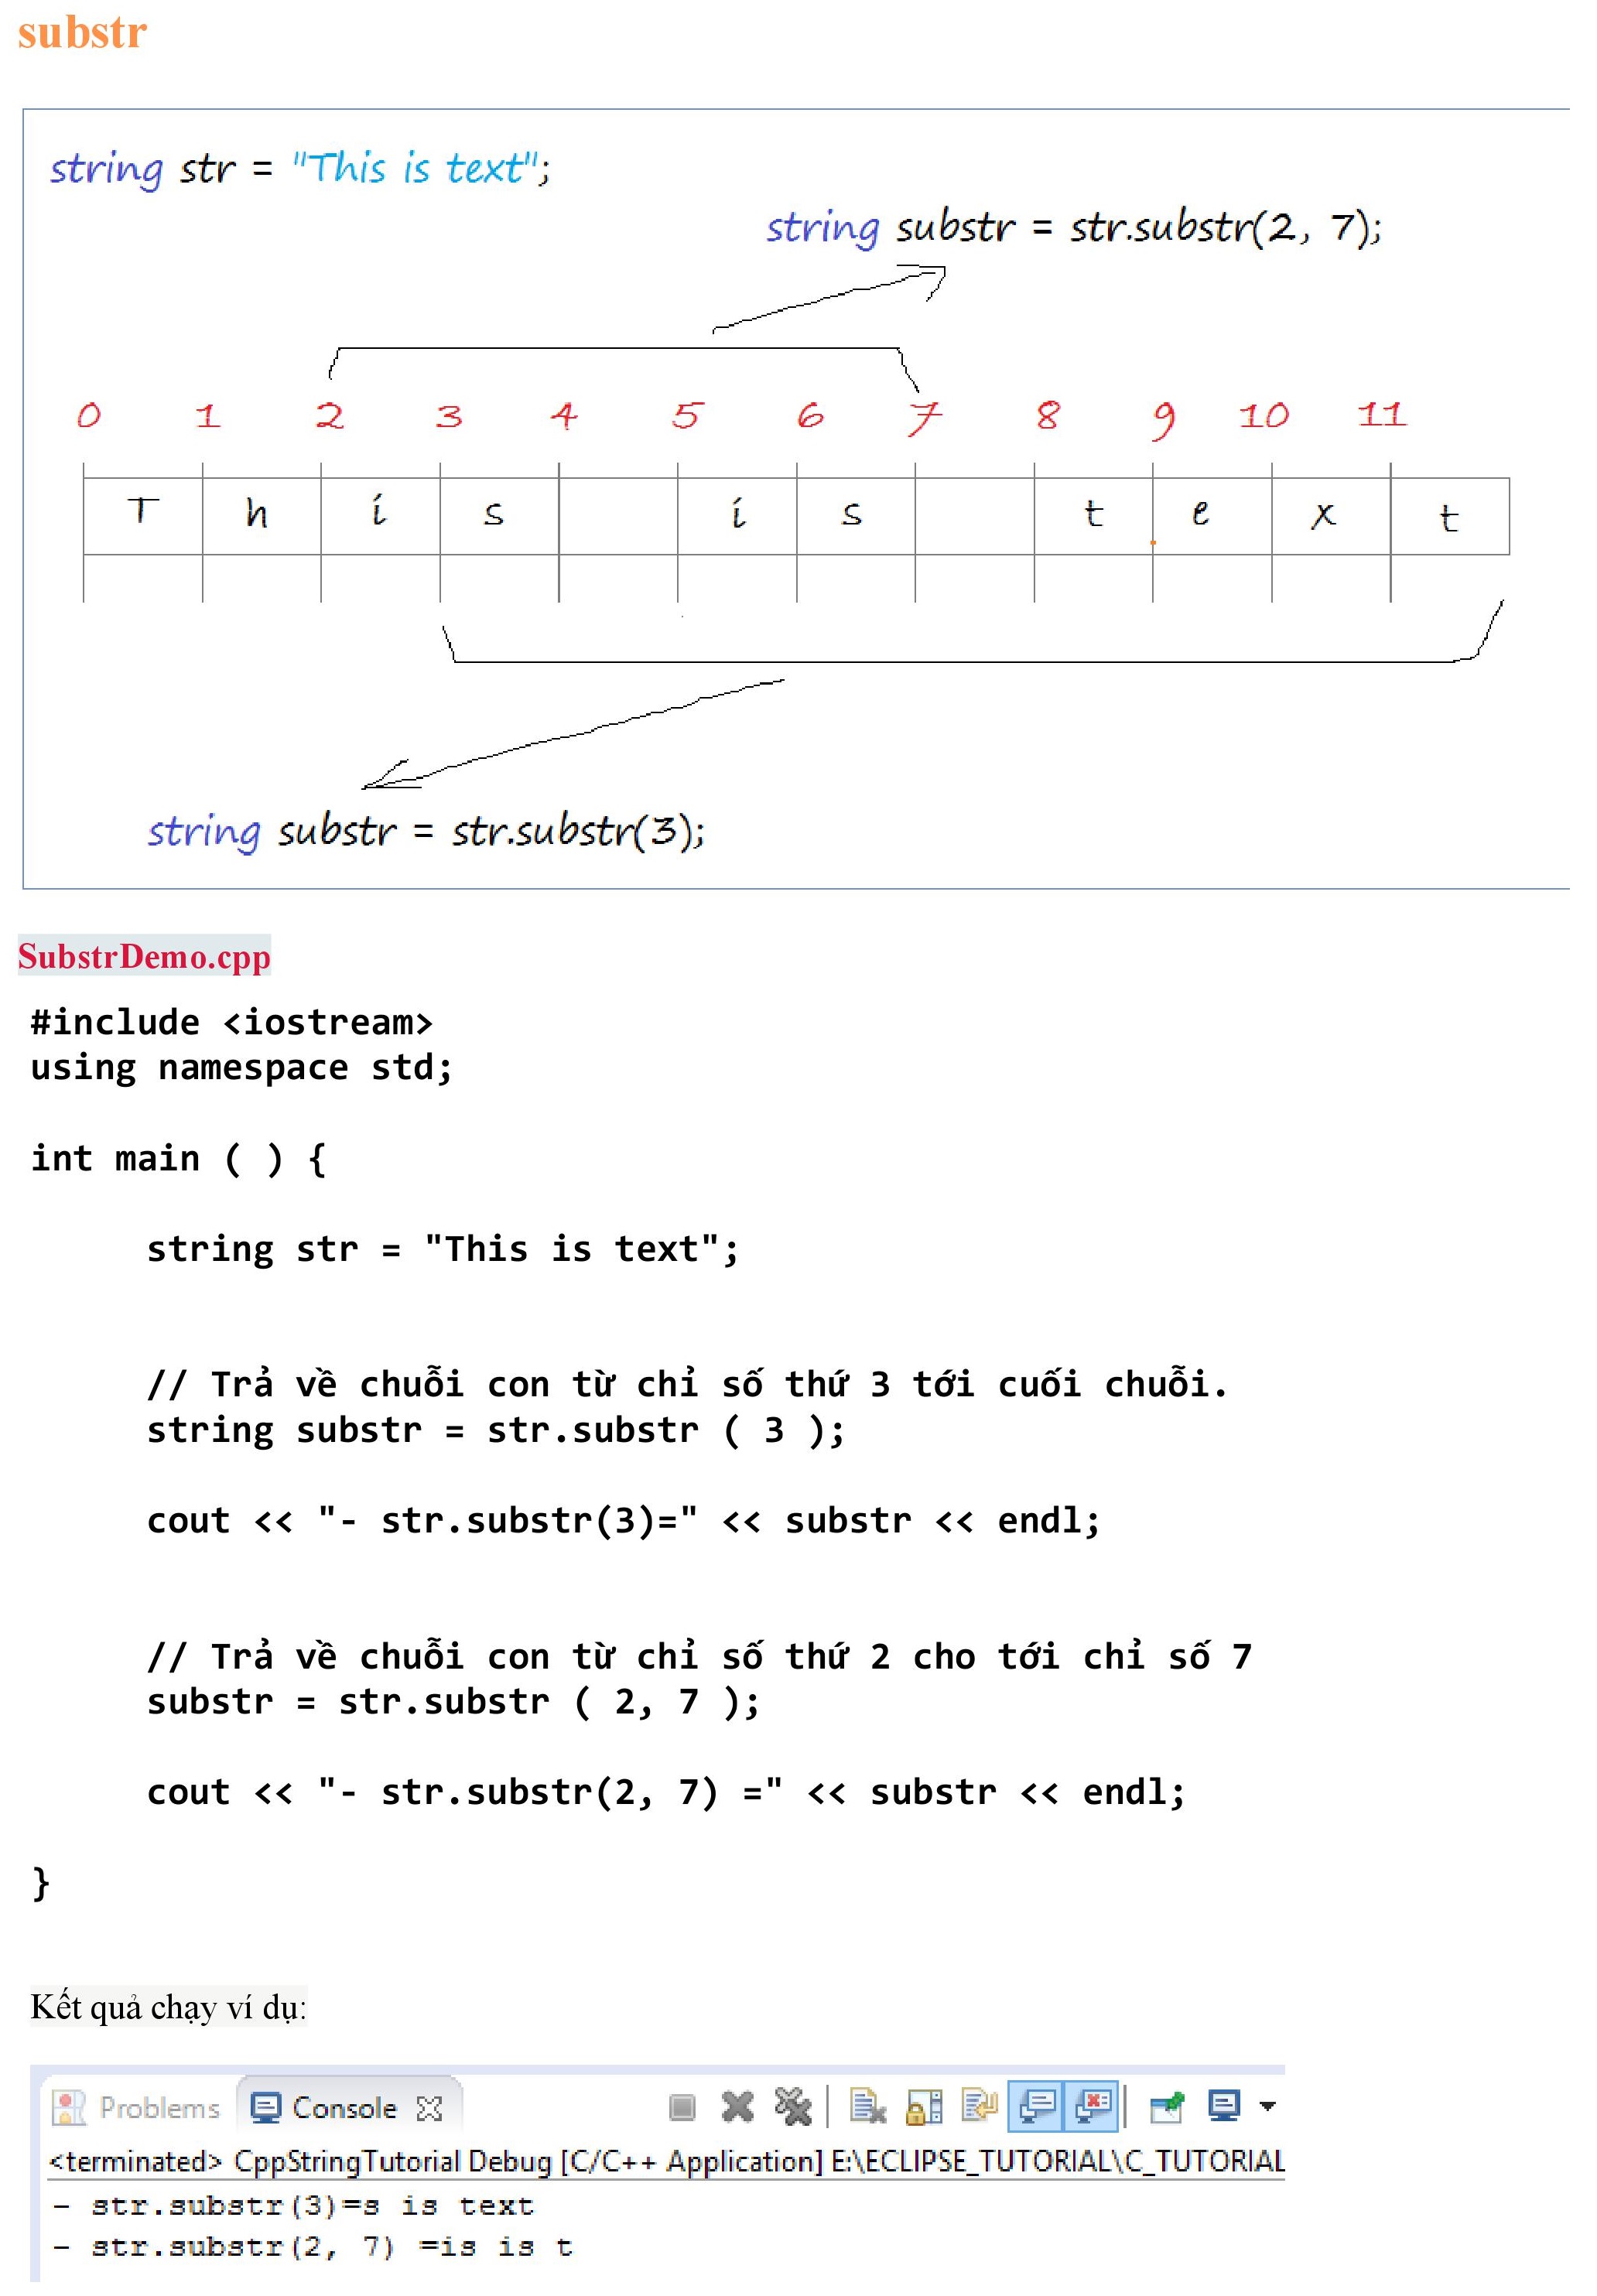 substr
string str = "This is text";
string substr = str.substr(2, 7);
0 1 2 3 4 5 6 7 8 9 10 11
T h i s i s t e x t
string substr = str.substr(3);
SubstrDemo.cpp
#include <iostream>
using namespace std;
int main ( ) {
string str = "This is text";
// Trả về chuỗi con từ chỉ số thứ 3 tới cuối chuỗi.
string substr = str.substr ( 3 );
cout << "- str.substr(3)=" << substr << endl;
// Trả về chuỗi con từ chỉ số thứ 2 cho tới chỉ số 7
substr = str.substr ( 2, 7 );
cout << "- str.substr(2, 7) =" << substr << endl;
}
Kết quả chạy ví dụ:
Problems Console
<terminated> CppStringTutorial Debug [C/C++ Application] E:\ECLIPSE_TUTORIAL\C_TUTORIAL
- str.substr(3)=s is text
- str.substr(2, 7) =is is t